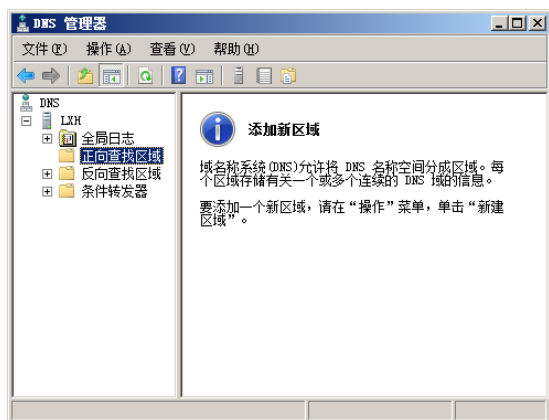 DNS 管理器
文件(F) 操作(A) 查看(V) 帮助(H)
DNS
LXH
全局日志
正向查找区域
反向查找区域
条件转发器
添加新区域
域名称系统(DNS)允许将 DNS 名称空间分成区域。每
个区域存储有关一个或多个连续的 DNS 域的信息。
要添加一个新区域，请在“操作”菜单，单击“新建
区域”。